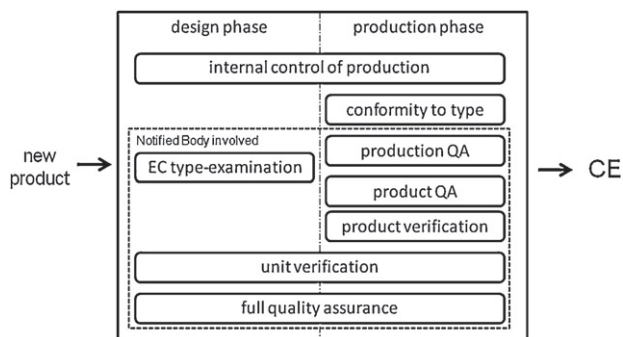 design phase
production phase
internal control of production
conformity to type
Notified Body involved
EC type-examination
production QA
product QA
product verification
unit verification
full quality assurance
new
product
CE